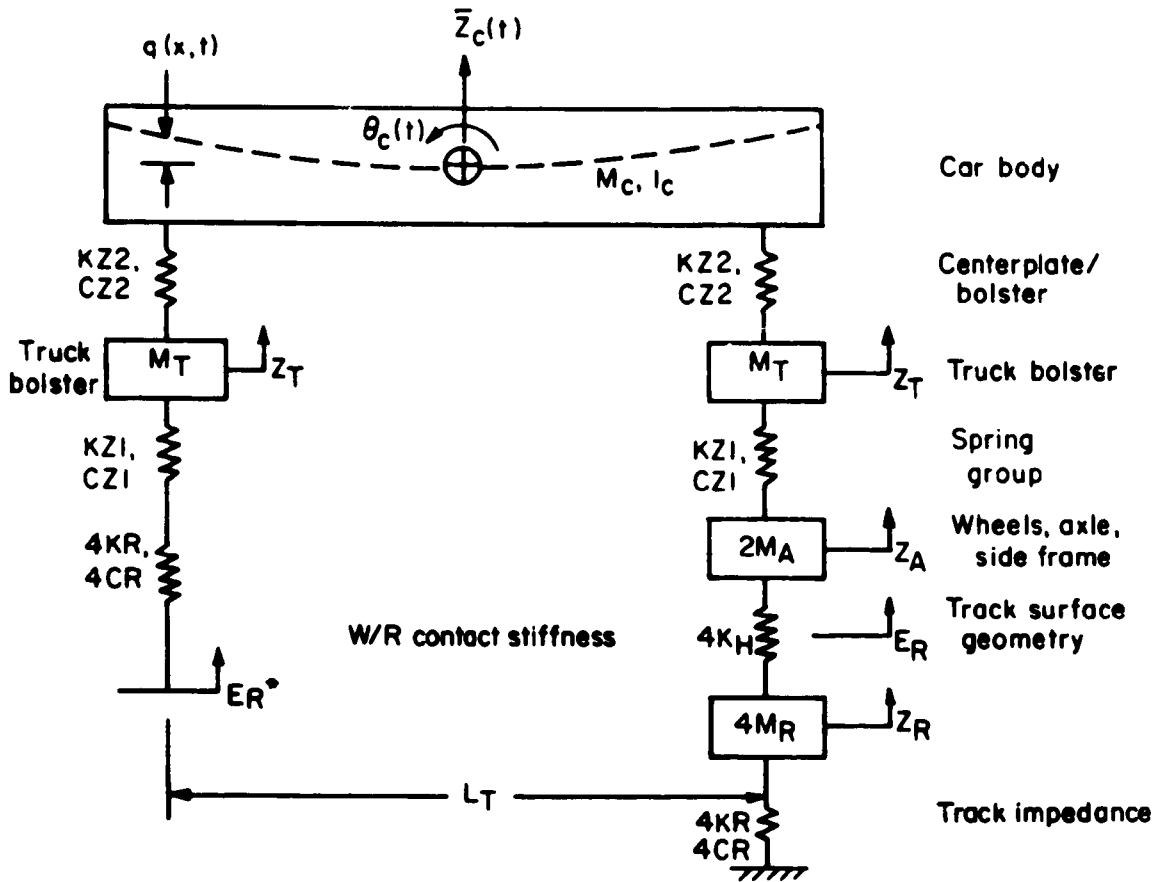 q(x,t)
Z̅C(t)
θC(t)
MC, IC
Car body
KZ2,
CZ2
KZ2,
CZ2
Centerplate/
bolster
Truck
bolster
MT
ZT
MT
ZT
Truck bolster
KZ1,
CZ1
KZ1,
CZ1
Spring
group
4KR,
4CR
2MA
ZA
Wheels, axle,
side frame
W/R contact stiffness
4KH
ER
Track surface
geometry
ER*
4MR
ZR
LT
4KR
4CR
Track impedance